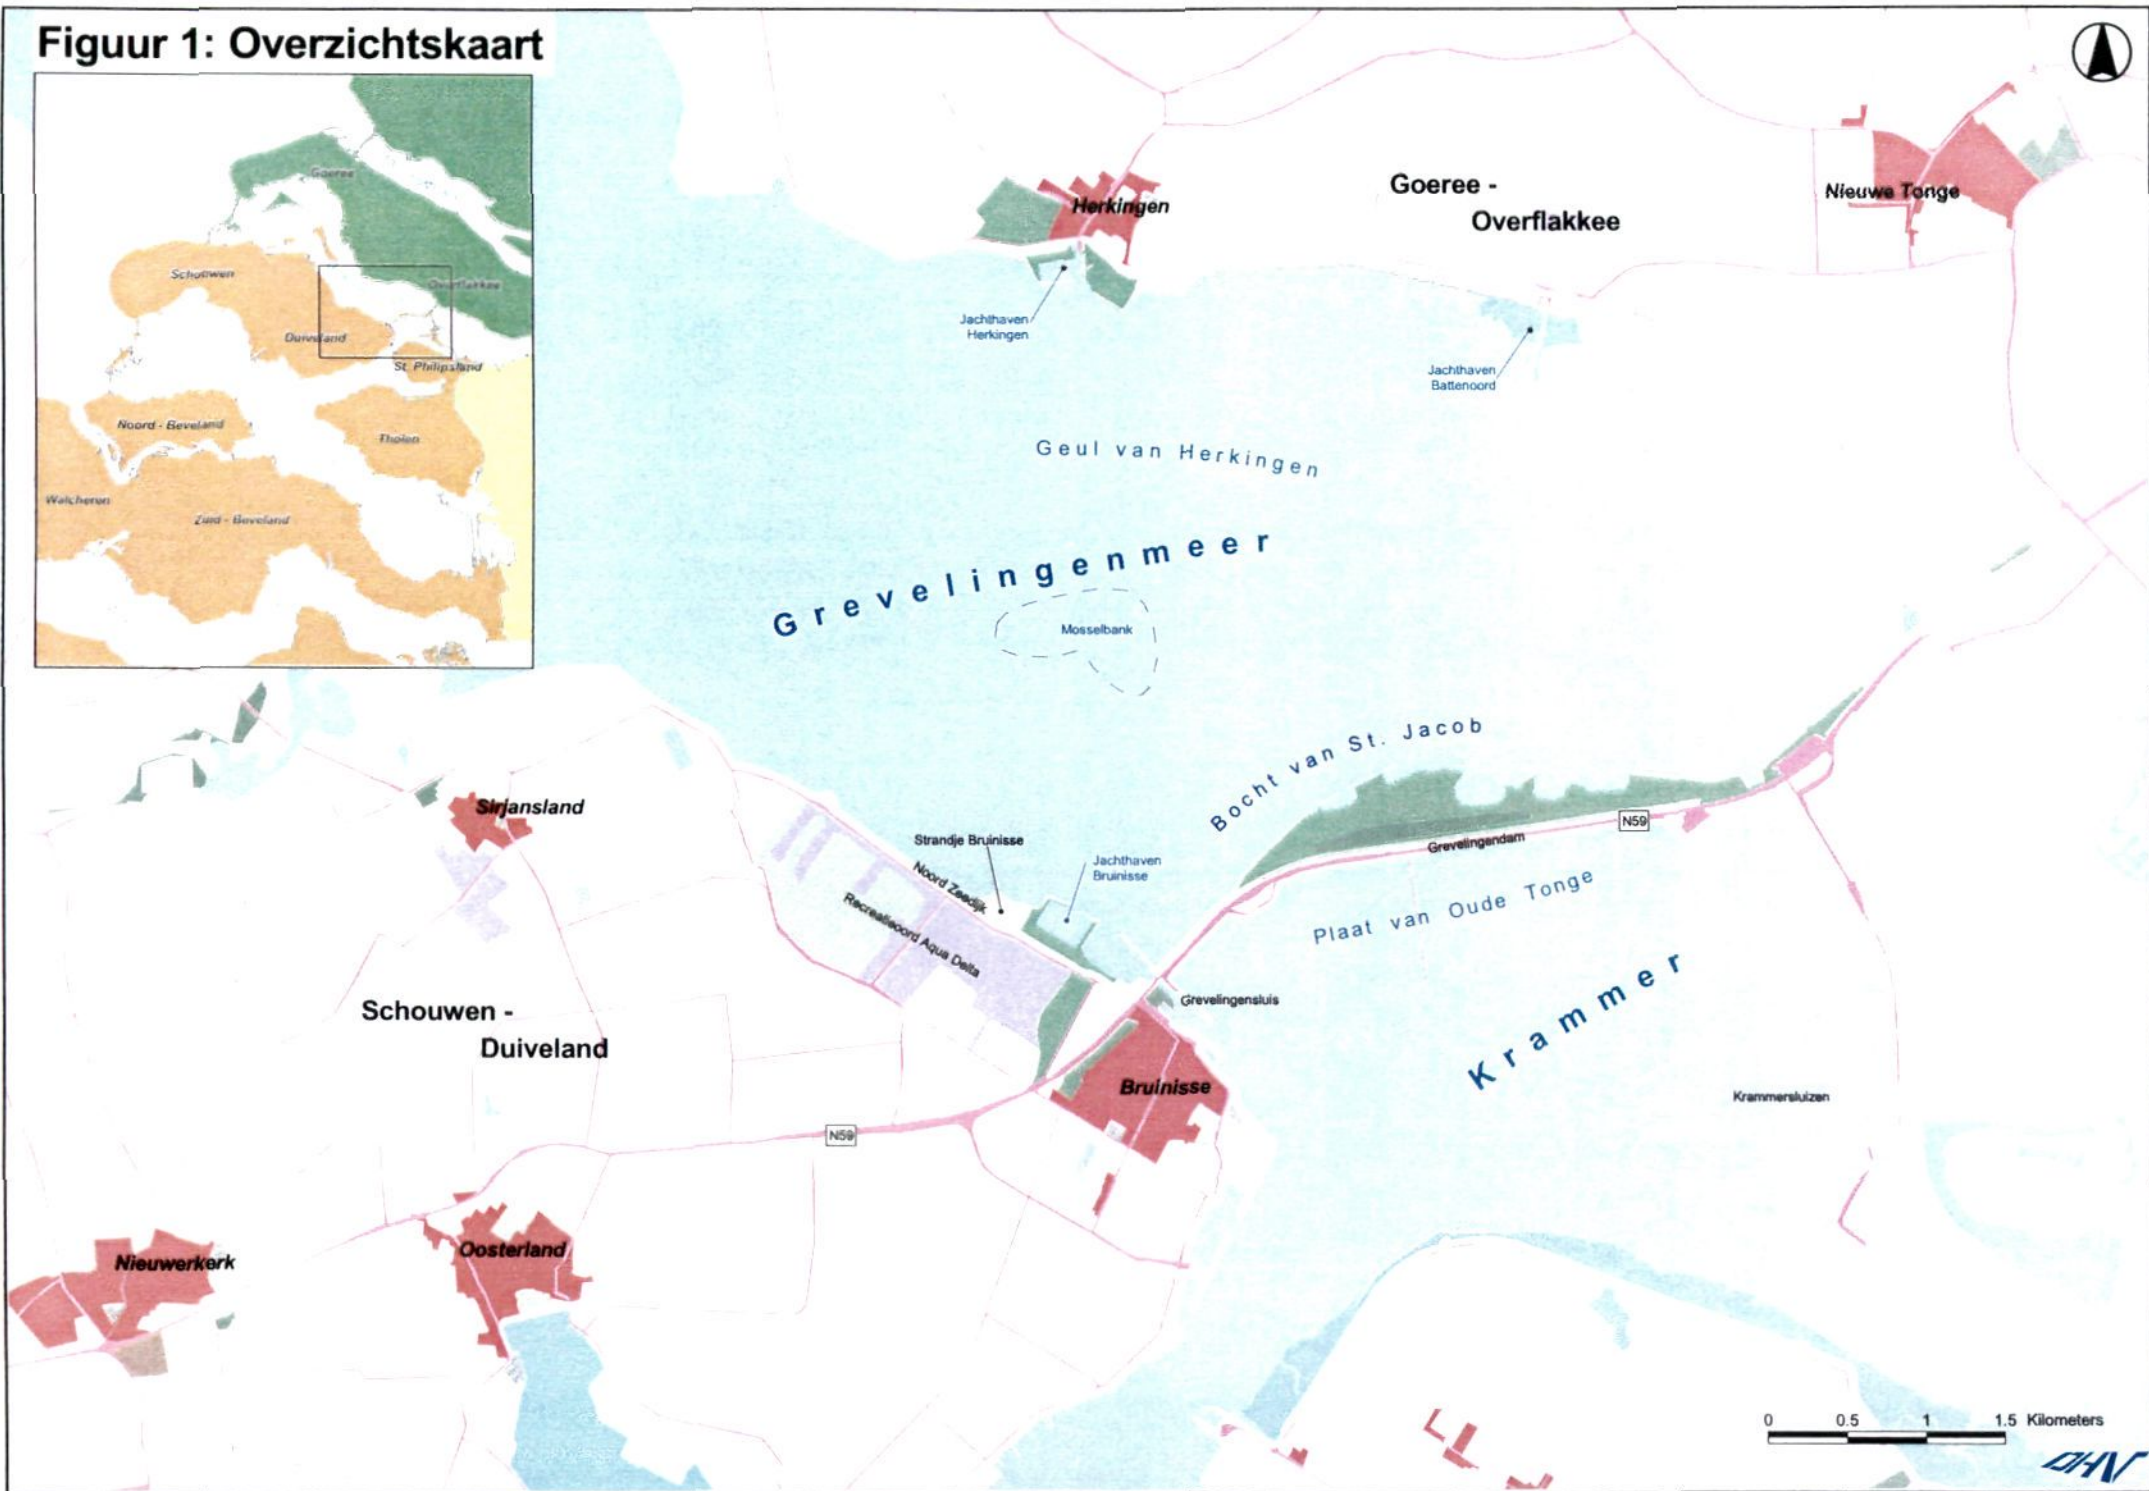 Figuur 1: Overzichtskaart
Goeree
Schouwen
Overflakkee
Duiveland
St. Philipsland
Noord - Beveland
Tholen
Walcheren
Zuid - Beveland
Herkingen
Goeree -
Overflakkee
Nieuwe Tonge
Jachthaven
Herkingen
Jachthaven
Battenoord
Geul van Herkingen
Grevelingenmeer
Mosselbank
Bocht van St. Jacob
Sirjansland
Strandje Bruinisse
Jachthaven
Bruinisse
N59
Grevelingendam
Noord Zeedijk
Recreatieoord Aqua Delta
Plaat van Oude Tonge
Krammer
Grevelingensluis
Schouwen -
Duiveland
Bruinisse
Krammersluizen
N59
Oosterland
Nieuwerkerk
0 0.5 1 1.5 Kilometers
DHV